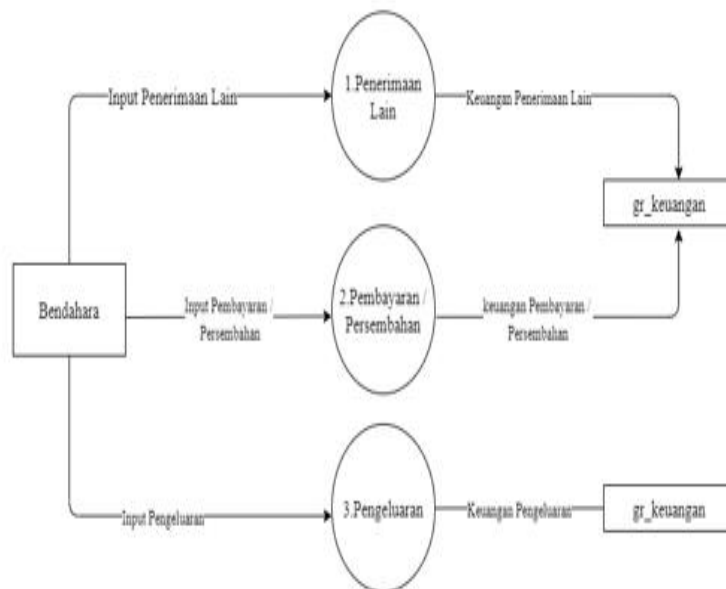 Input Penerimaan Lain
1.Penerimaan
Lain
Keuangan Penerimaan Lain
gr_keuangan
Bendahara
Input Pembayaran /
Persembahan
2.Pembayaran /
Persembahan
keuangan Pembayaran /
Persembahan
Input Pengeluaran
3.Pengeluaran
Keuangan Pengeluaran
gr_keuangan